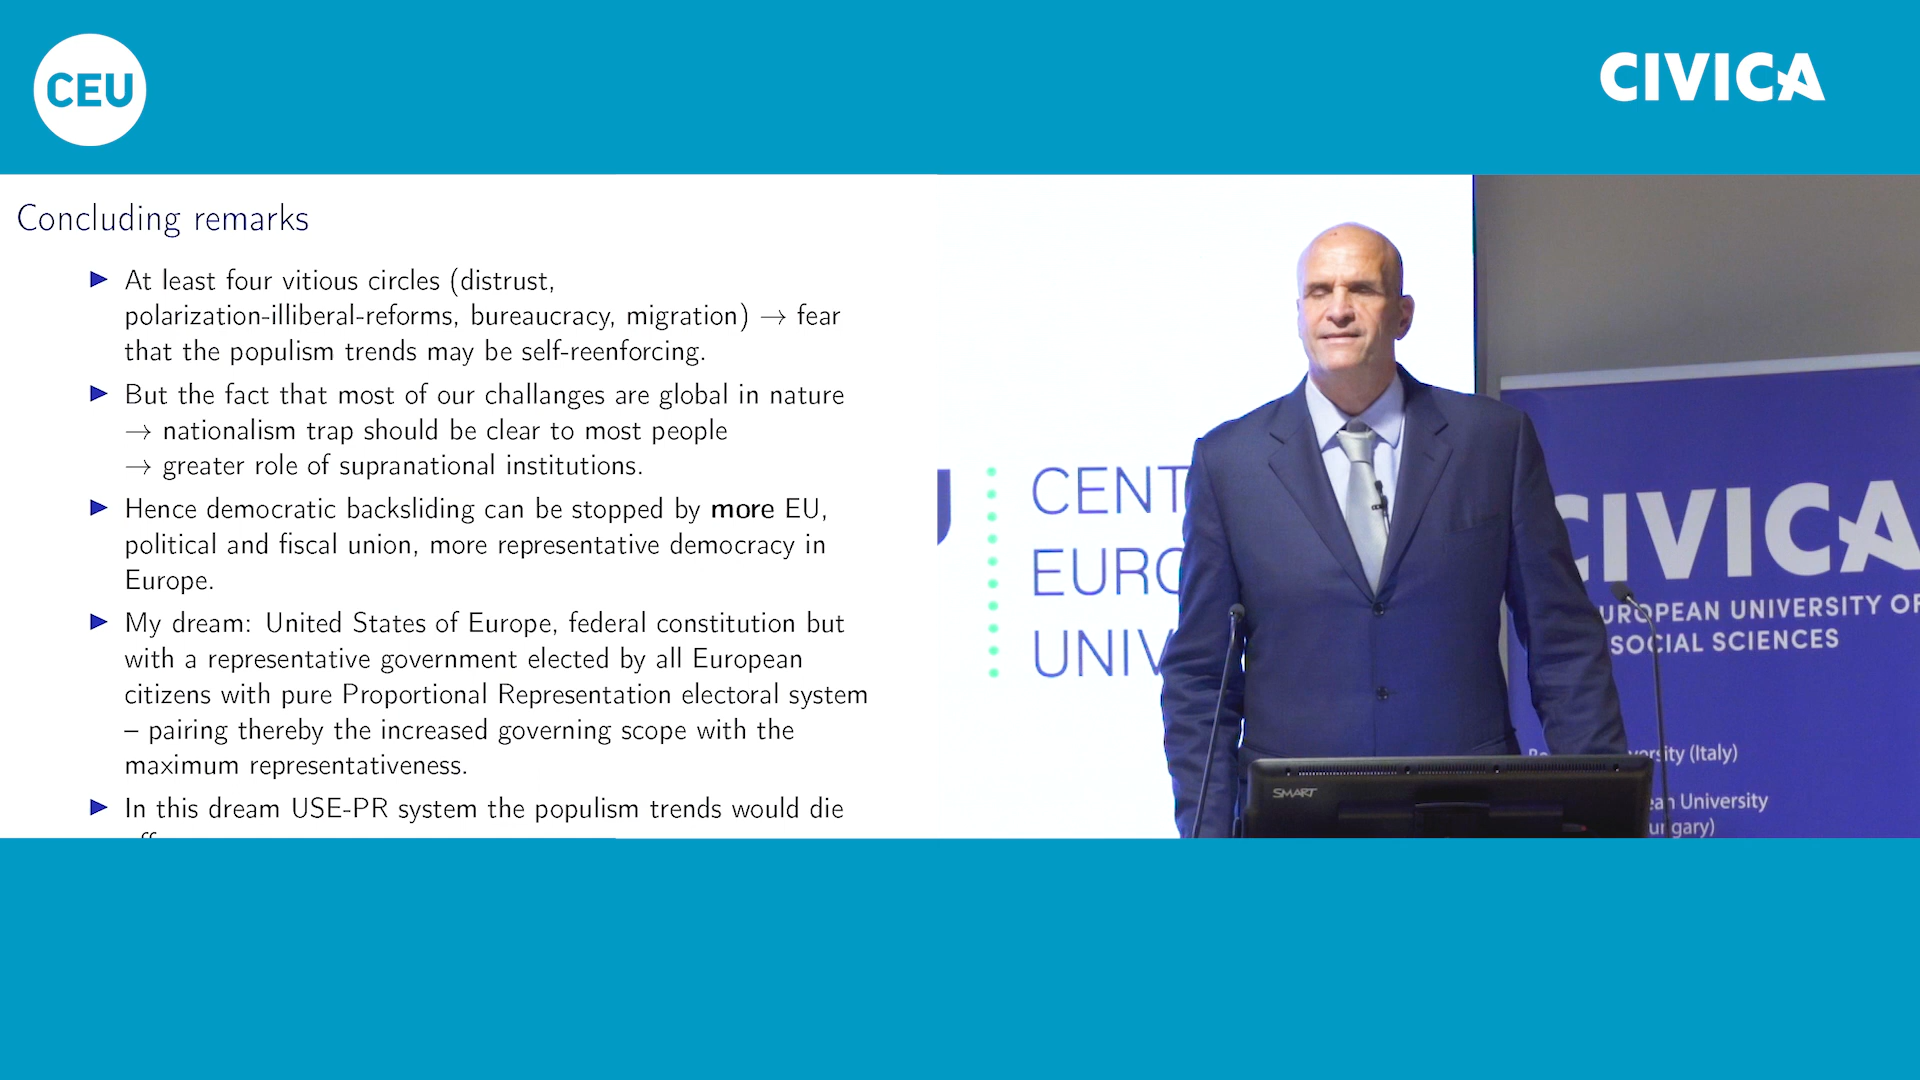 CEU
CIVICA
Concluding remarks
▶ At least four vitious circles (distrust,
polarization-illiberal-reforms, bureaucracy, migration) → fear
that the populism trends may be self-reenforcing.
▶ But the fact that most of our challanges are global in nature
→ nationalism trap should be clear to most people
→ greater role of supranational institutions.
▶ Hence democratic backsliding can be stopped by more EU,
political and fiscal union, more representative democracy in
Europe.
▶ My dream: United States of Europe, federal constitution but
with a representative government elected by all European
citizens with pure Proportional Representation electoral system
– pairing thereby the increased governing scope with the
maximum representativeness.
▶ In this dream USE-PR system the populism trends would die
CENT
EURO
UNIV
CIVICA
UROPEAN UNIVERSITY OF
SOCIAL SCIENCES
ersity (Italy)
an University
ungary)
SMART